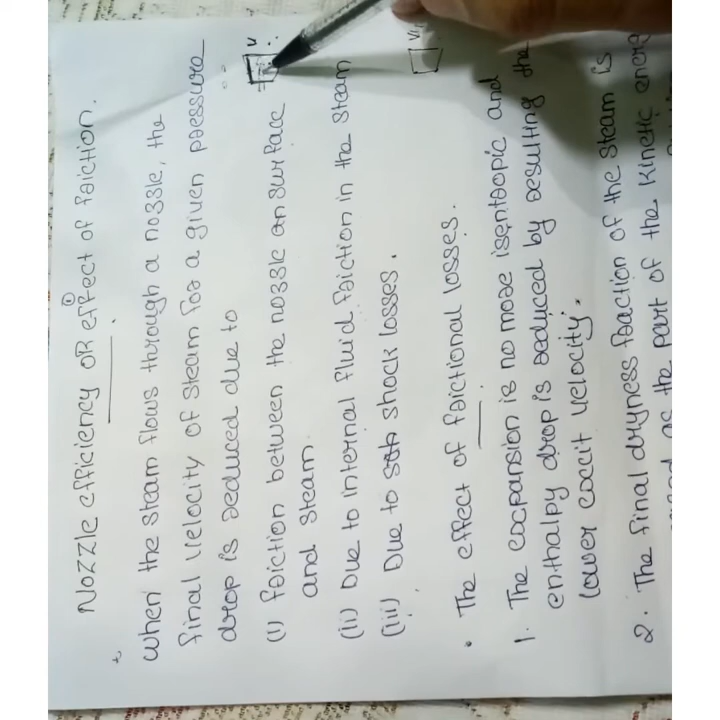 Nozzle efficiency OR effect of friction.
When the steam flows through a nozzle, the
final velocity of steam for a given pressure
drop is reduced due to
(i) friction between the nozzle an surface
and steam.
(ii) Due to internal fluid friction in the steam
(iii) Due to shock losses.
• The effect of frictional losses.
1. The expansion is no more isentropic and
enthalpy drop is reduced by resulting the
lower exit velocity.
2. The final dryness fraction of the steam is
as the part of the kinetic energ